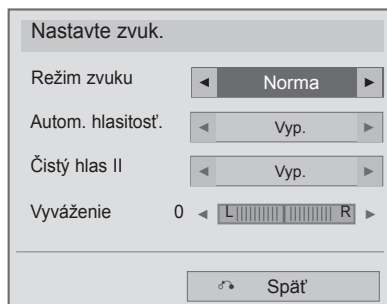 Nastavte zvuk.
Režim zvuku ◄ Norma ►
Autom. hlasitosť. ◄ Vyp. ►
Čistý hlas II ◄ Vyp. ►
Vyváženie 0 ◄ L R ►
Späť